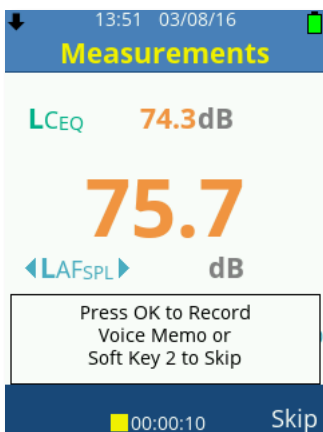 13:51 03/08/16
Measurements
LCEQ 74.3dB
75.7
LAFSPL dB
Press OK to Record
Voice Memo or
Soft Key 2 to Skip
00:00:10 Skip